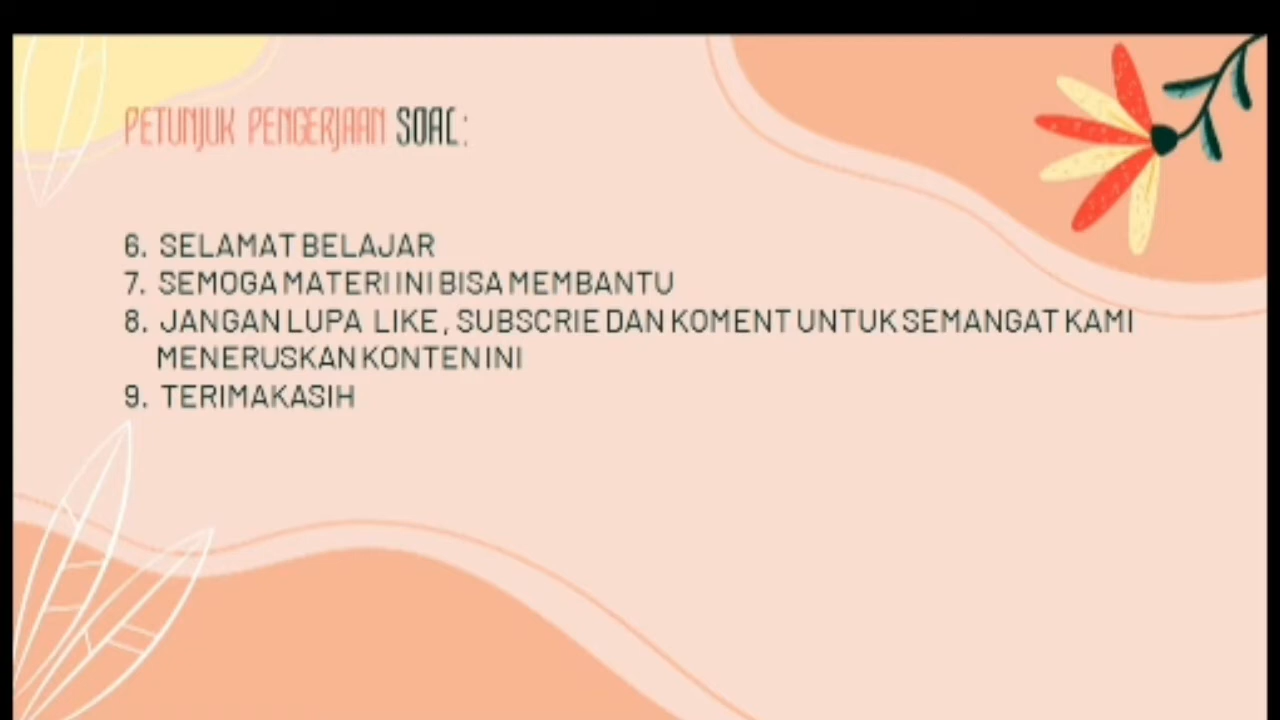 PETUNJUK PENGERJAAN SOAL:
6. SELAMAT BELAJAR
7. SEMOGA MATERI INI BISA MEMBANTU
8. JANGAN LUPA LIKE, SUBSCRIE DAN KOMENT UNTUK SEMANGAT KAMI
MENERUSKAN KONTEN INI
9. TERIMAKASIH